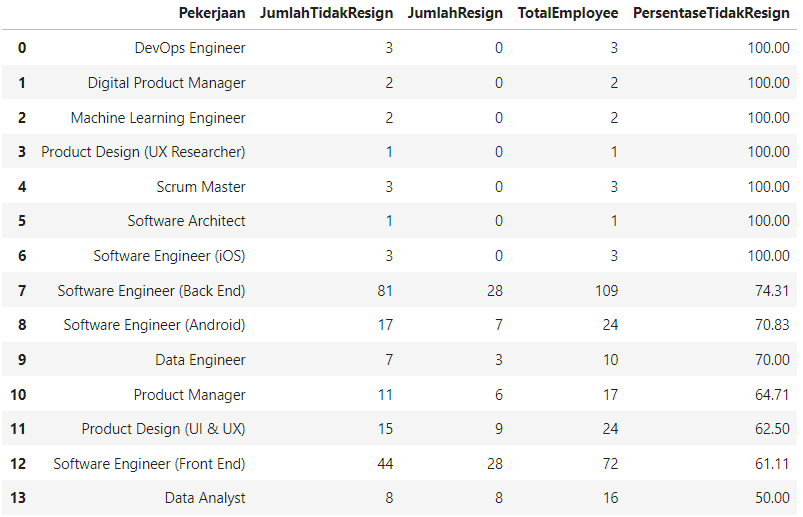 Pekerjaan JumlahTidakResign JumlahResign TotalEmployee PersentaseTidakResign
0 DevOps Engineer 3 0 3 100.00
1 Digital Product Manager 2 0 2 100.00
2 Machine Learning Engineer 2 0 2 100.00
3 Product Design (UX Researcher) 1 0 1 100.00
4 Scrum Master 3 0 3 100.00
5 Software Architect 1 0 1 100.00
6 Software Engineer (iOS) 3 0 3 100.00
7 Software Engineer (Back End) 81 28 109 74.31
8 Software Engineer (Android) 17 7 24 70.83
9 Data Engineer 7 3 10 70.00
10 Product Manager 11 6 17 64.71
11 Product Design (UI & UX) 15 9 24 62.50
12 Software Engineer (Front End) 44 28 72 61.11
13 Data Analyst 8 8 16 50.00